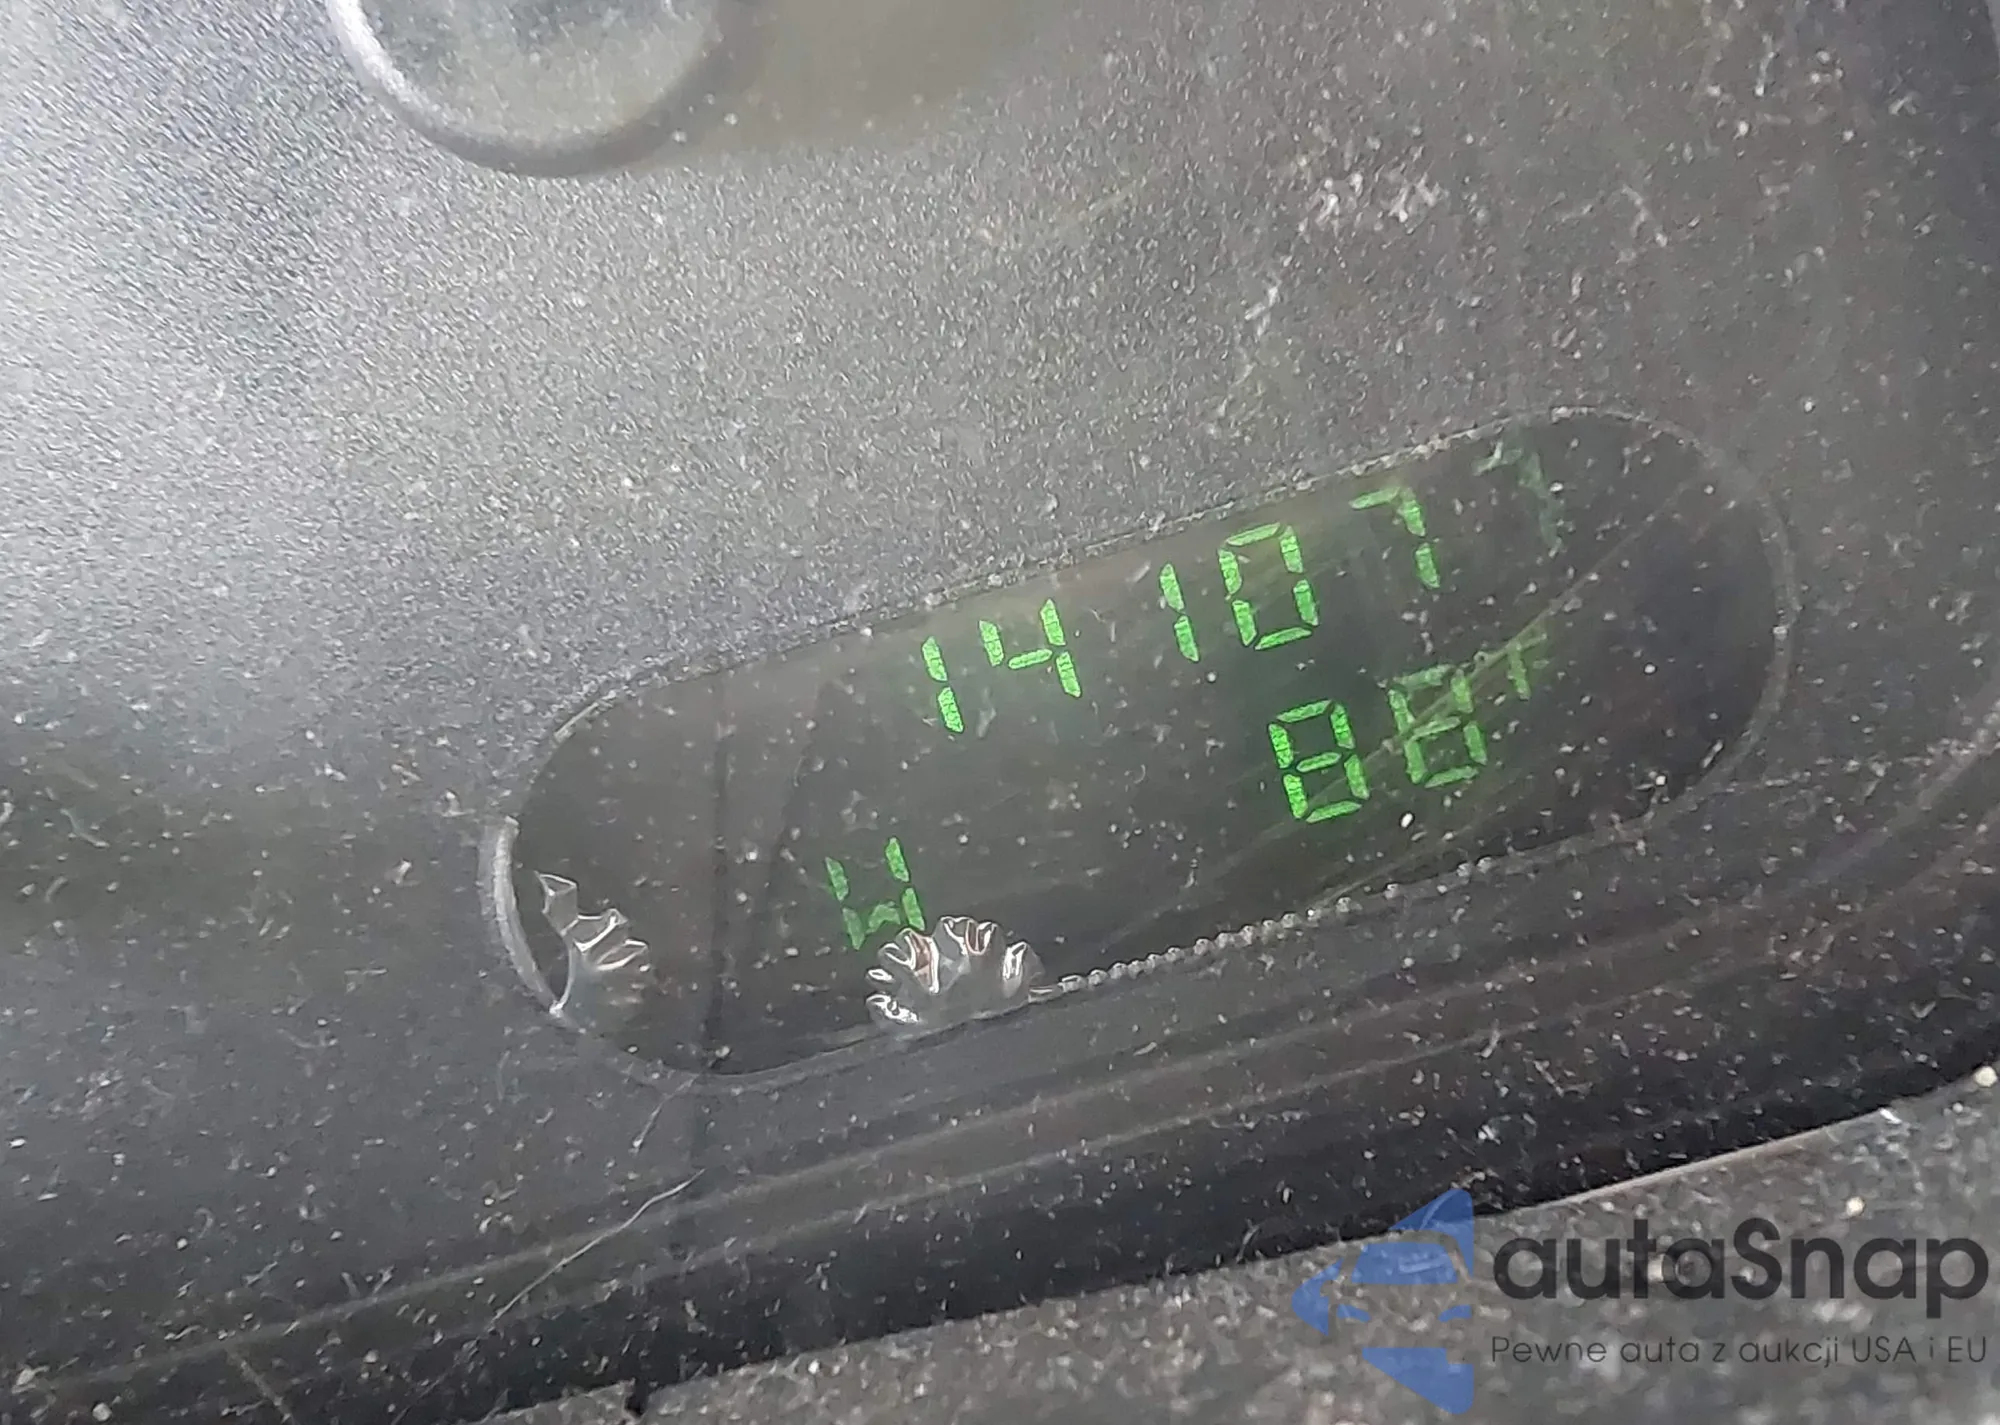 141077
88°F
W
autaSnap
Pewne auta z aukcji USA i EU